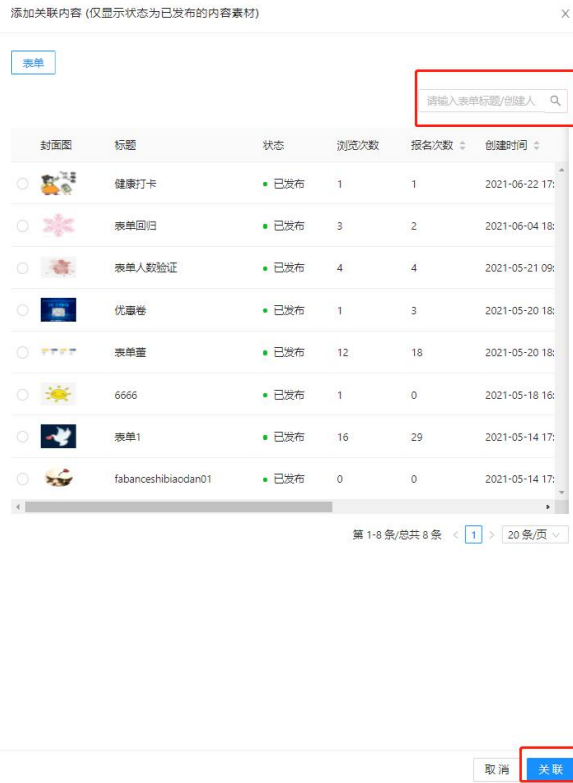 添加关联内容 (仅显示状态为已发布的内容素材)
表单
请输入表单标题/创建人
封面图 标题 状态 浏览次数 报名次数 创建时间
健康打卡 已发布 1 1 2021-06-22 17:
表单回归 已发布 3 2 2021-06-04 18:
表单人数验证 已发布 4 4 2021-05-21 09:
优惠卷 已发布 1 3 2021-05-20 18:
表单董 已发布 12 18 2021-05-20 18:
6666 已发布 1 0 2021-05-18 16:
表单1 已发布 16 29 2021-05-14 17:
fabanceshibiaodan01 已发布 0 0 2021-05-14 17:
第 1-8 条/总共 8 条 < 1 > 20 条/页
取消 关联